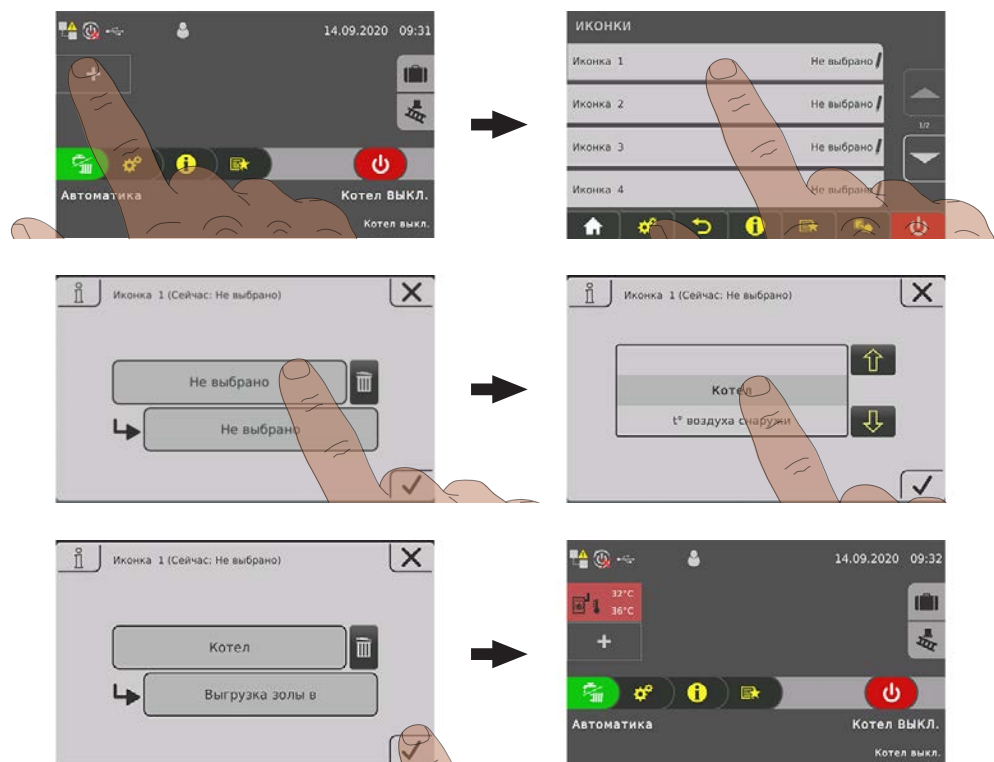 14.09.2020 09:31
Автоматика
Котел ВЫКЛ.
Котел выкл.
ИКОНКИ
Иконка 1 Не выбрано
Иконка 2 Не выбрано
1/2
Иконка 3 Не выбрано
Иконка 4 Не выбрано
Иконка 1 (Сейчас: Не выбрано)
Не выбрано
Не выбрано
Иконка 1 (Сейчас: Не выбрано)
Котел
t° воздуха снаружи
Иконка 1 (Сейчас: Не выбрано)
Котел
Выгрузка золы в
14.09.2020 09:32
32°C
36°C
Автоматика
Котел ВЫКЛ.
Котел выкл.